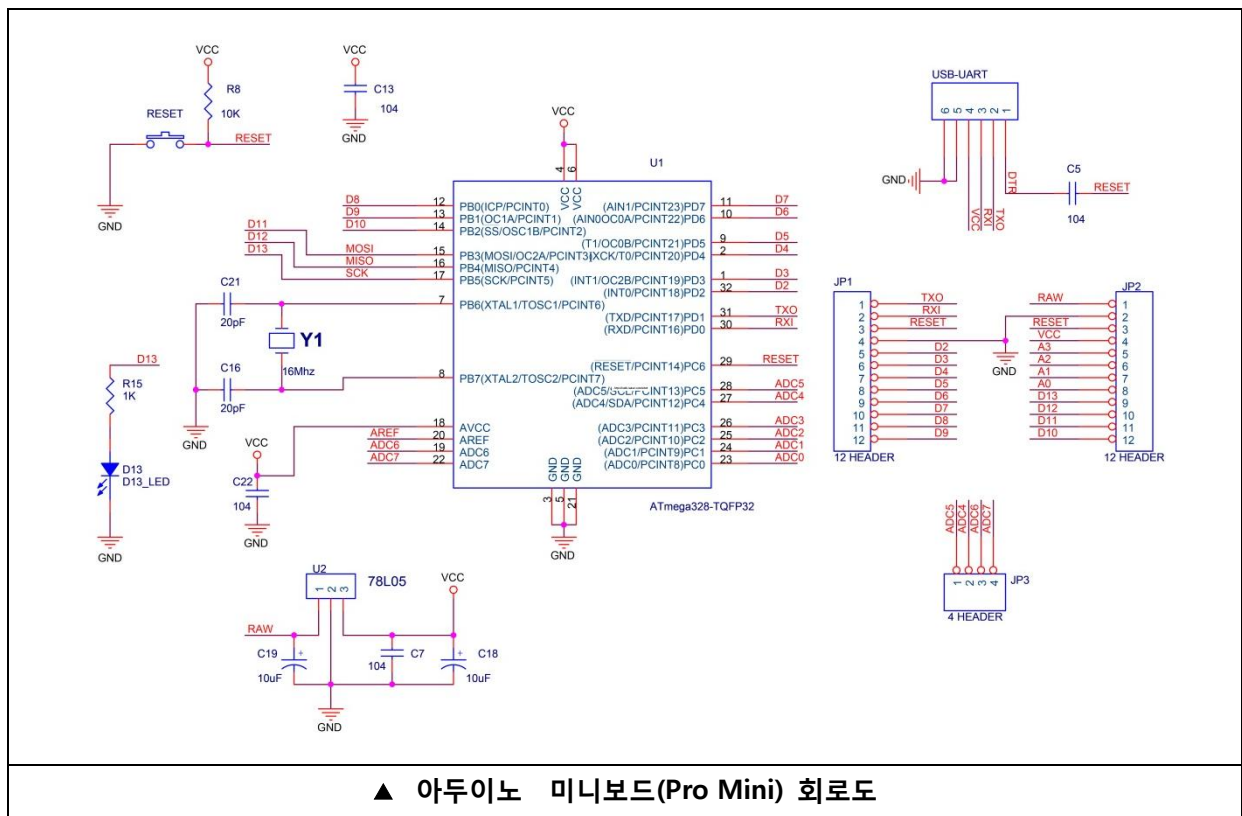 VCC
R8
10K
RESET
RESET
GND
VCC
C13
104
GND
VCC
U1
4
6
VCC
VCC
D8 12 PB0(ICP/PCINT0)
D9 13 PB1(OC1A/PCINT1)
D10 14 PB2(SS/OSC1B/PCINT2)
D11 MOSI 15 PB3(MOSI/OC2A/PCINT3)
D12 MISO 16 PB4(MISO/PCINT4)
D13 SCK 17 PB5(SCK/PCINT5)
7 PB6(XTAL1/TOSC1/PCINT6)
8 PB7(XTAL2/TOSC2/PCINT7)
18 AVCC
AREF 20 AREF
ADC6 19 ADC6
ADC7 22 ADC7
(AIN1/PCINT23)PD7 11 D7
(AIN0OC0A/PCINT22)PD6 10 D6
(T1/OC0B/PCINT21)PD5 9 D5
(XCK/T0/PCINT20)PD4 2 D4
(INT1/OC2B/PCINT19)PD3 1 D3
(INT0/PCINT18)PD2 32 D2
(TXD/PCINT17)PD1 31 TXO
(RXD/PCINT16)PD0 30 RXI
(RESET/PCINT14)PC6 29 RESET
(ADC5/SCL/PCINT13)PC5 28 ADC5
(ADC4/SDA/PCINT12)PC4 27 ADC4
(ADC3/PCINT11)PC3 26 ADC3
(ADC2/PCINT10)PC2 25 ADC2
(ADC1/PCINT9)PC1 24 ADC1
(ADC0/PCINT8)PC0 23 ADC0
GND
GND
GND
3
5
21
GND
ATmega328-TQFP32
C21
20pF
Y1
16Mhz
C16
20pF
GND
D13
R15
1K
D13
D13_LED
GND
VCC
C22
104
GND
U2
78L05
1 2 3
VCC
RAW
C19
+
10uF
C7
104
+
C18
10uF
GND
USB-UART
6 5 4 3 2 1
GND
VCC
RXI
TXO
DTR
C5
104
RESET
JP1
1 TXO
2 RXI
3 RESET
4
5 D2
6 D3
7 D4
8 D5
9 D6
10 D7
11 D8
12 D9
12 HEADER
GND
JP2
RAW 1
2
RESET 3
VCC 4
A3 5
A2 6
A1 7
A0 8
D13 9
D12 10
D11 11
D10 12
12 HEADER
ADC5
ADC4
ADC6
ADC7
1 2 3 4
JP3
4 HEADER
▲ 아두이노 미니보드(Pro Mini) 회로도